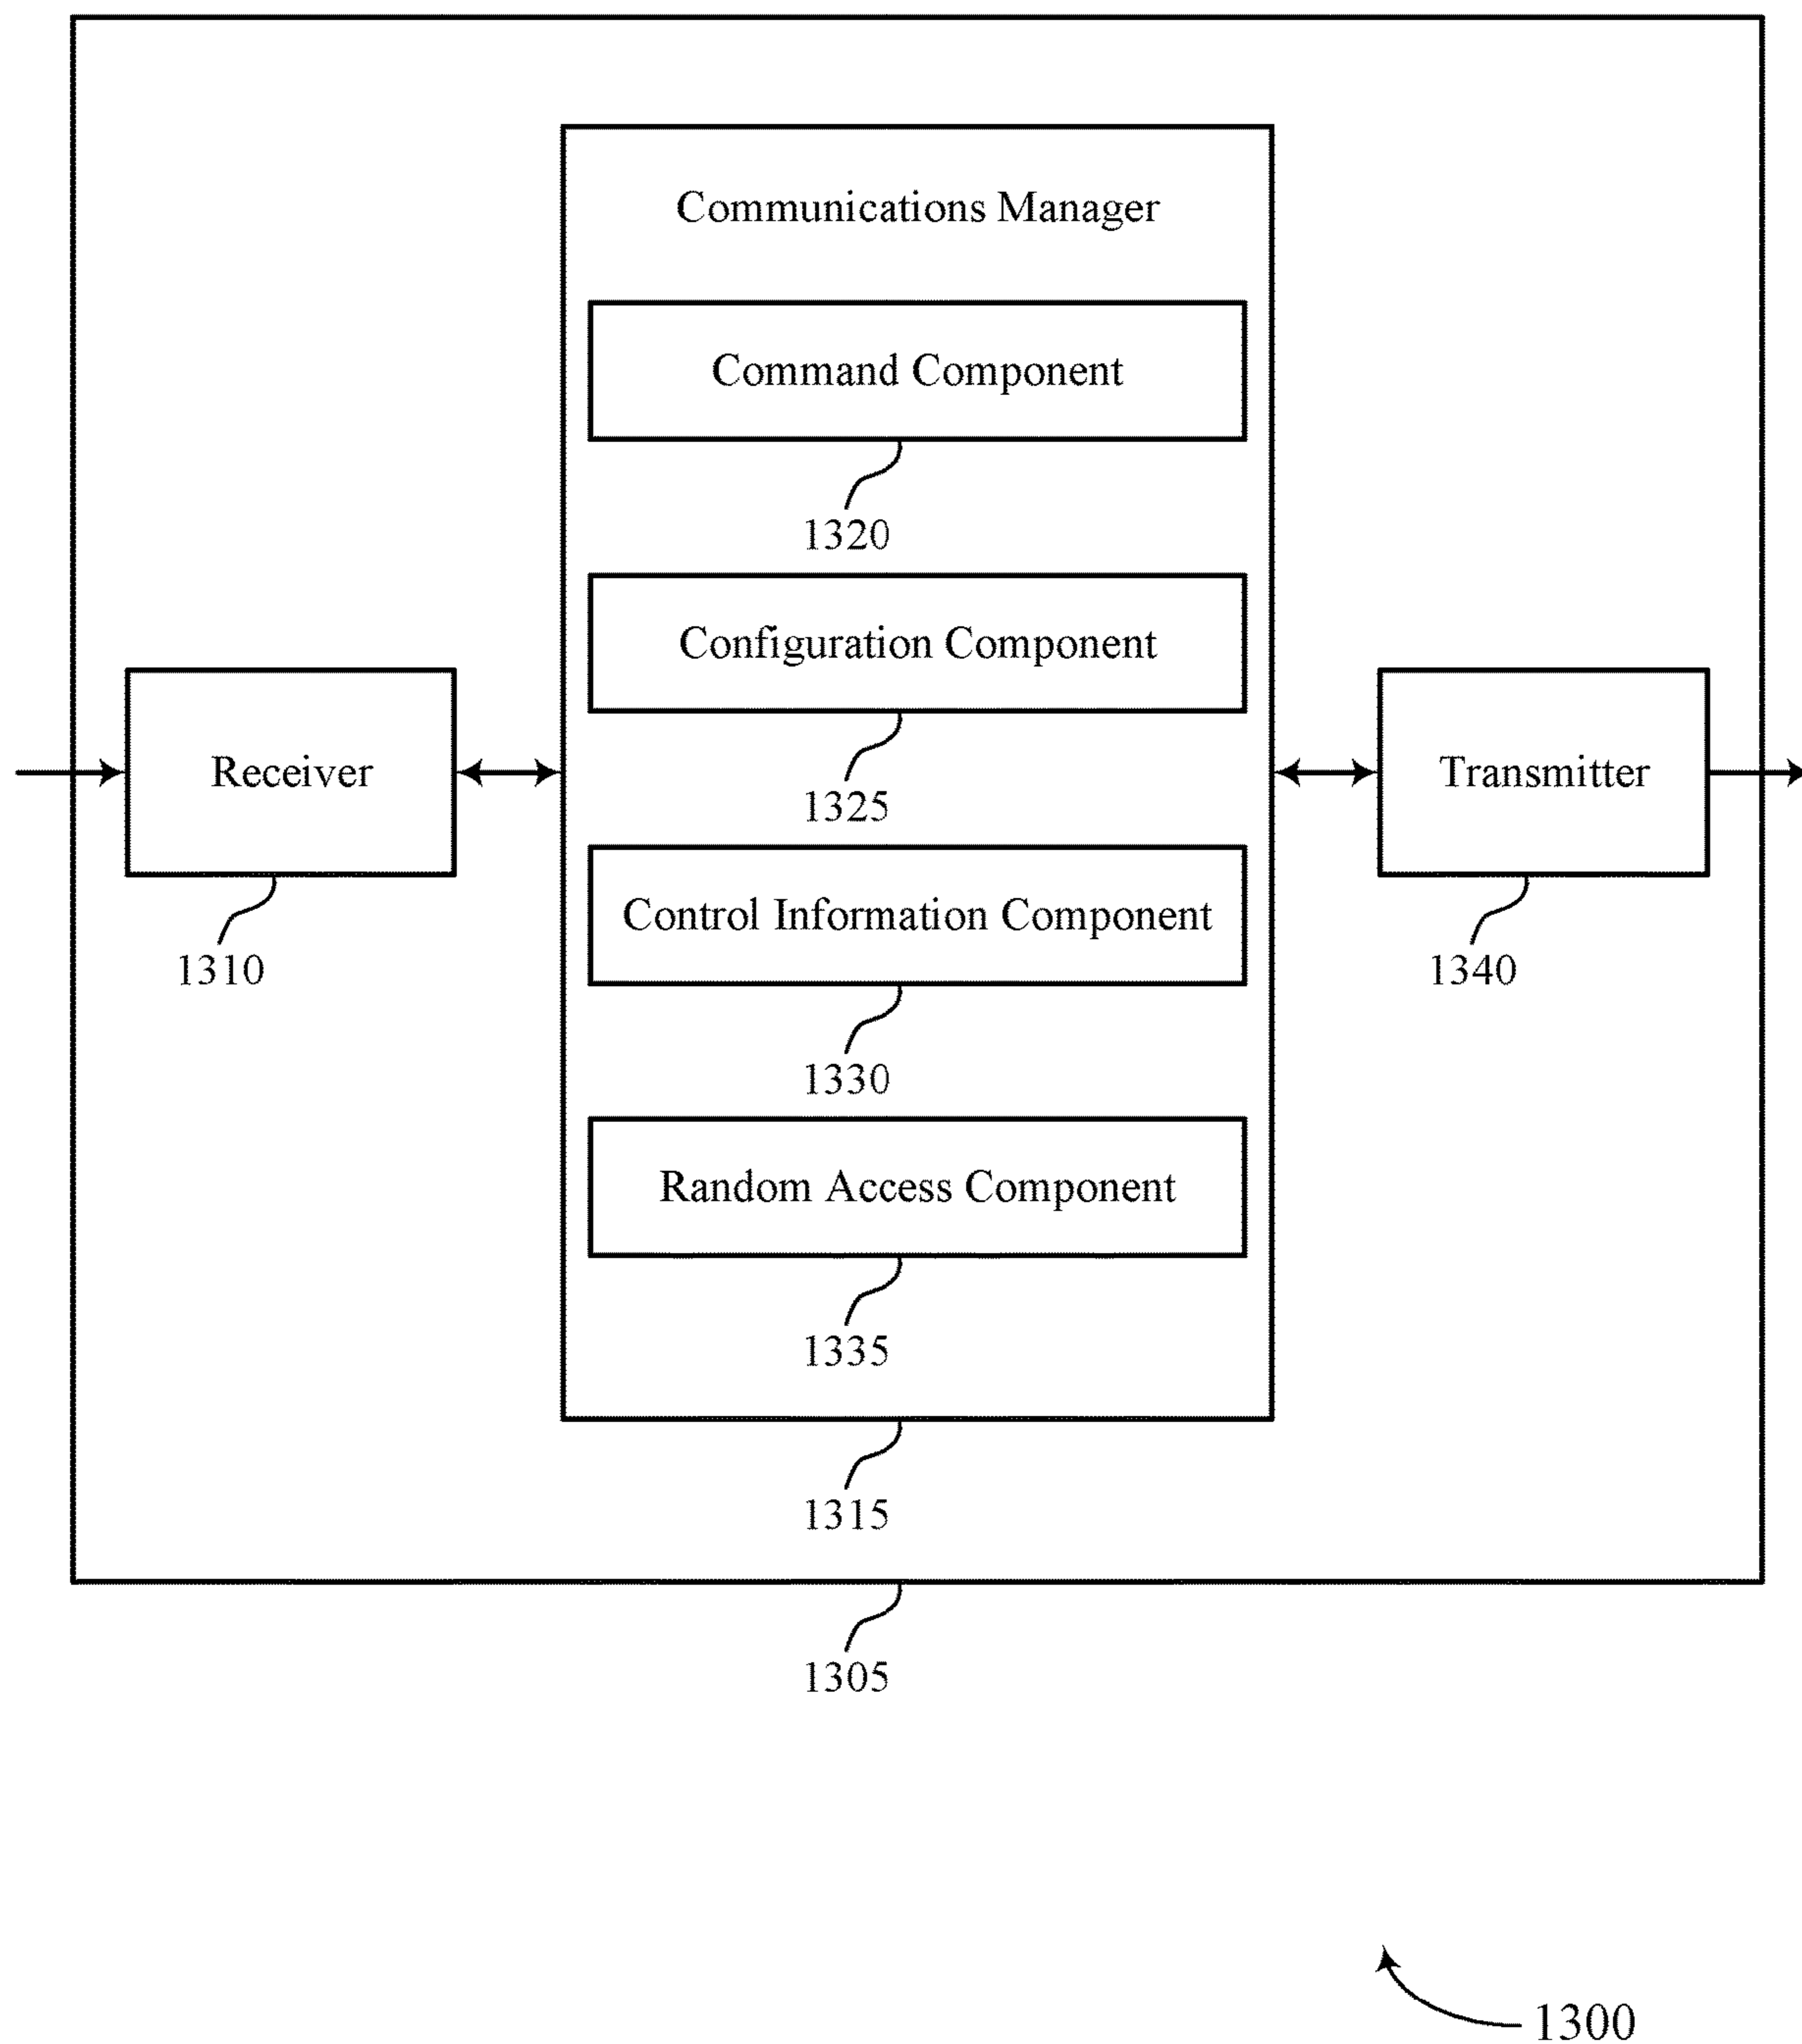 Communications Manager
Command Component
1320
Configuration Component
1325
Receiver
1310
Transmitter
1340
Control Information Component
1330
Random Access Component
1335
1315
1305
1300